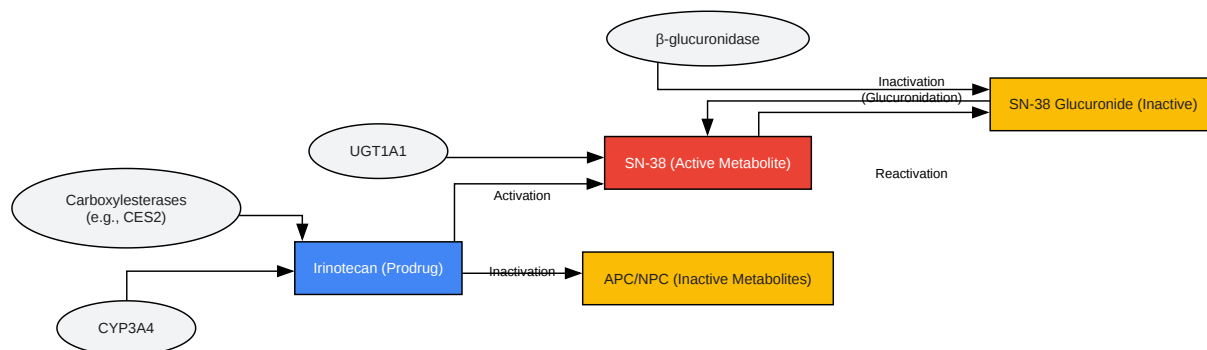 β-glucuronidase
Inactivation
(Glucuronidation)
SN-38 Glucuronide (Inactive)
UGT1A1
SN-38 (Active Metabolite)
Reactivation
Carboxylesterases
(e.g., CES2)
Activation
Irinotecan (Prodrug)
Inactivation
APC/NPC (Inactive Metabolites)
CYP3A4